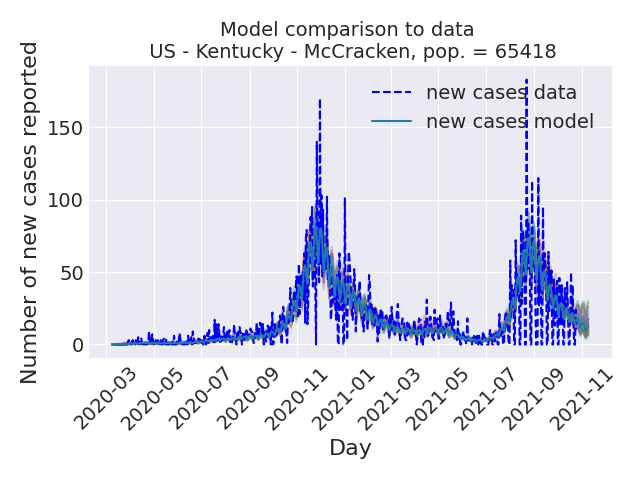 Model comparison to data
US - Kentucky - McCracken, pop. = 65418
new cases data
new cases model
Number of new cases reported
150
100
50
0
2020-03
2020-05
2020-07
2020-09
2020-11
2021-01
2021-03
2021-05
2021-07
2021-09
2021-11
Day